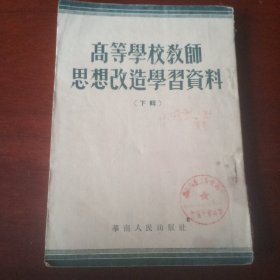 高等學校教師
思想改造學習資料
（下輯）
華南人民出版社